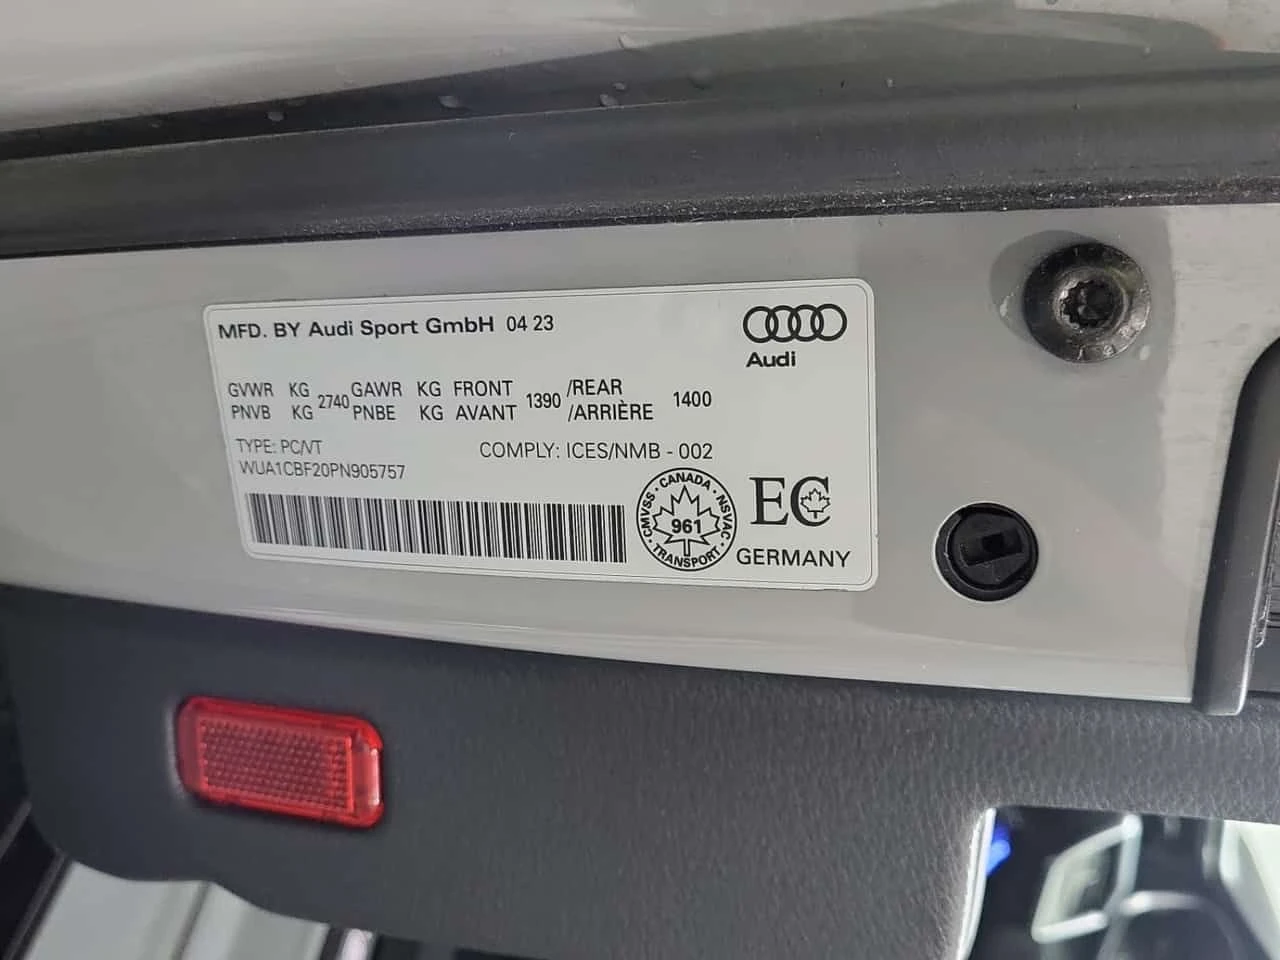 MFD. BY Audi Sport GmbH 04 23
Audi
GVWR KG 2740 GAWR KG FRONT 1390 /REAR 1400
PNVB KG PNBE KG AVANT /ARRIÈRE
TYPE: PC/VT
COMPLY: ICES/NMB - 002
WUA1CBF20PN905757
CMVSS · CANADA · NSVAC · TRANSPORT ·
961
EC
GERMANY